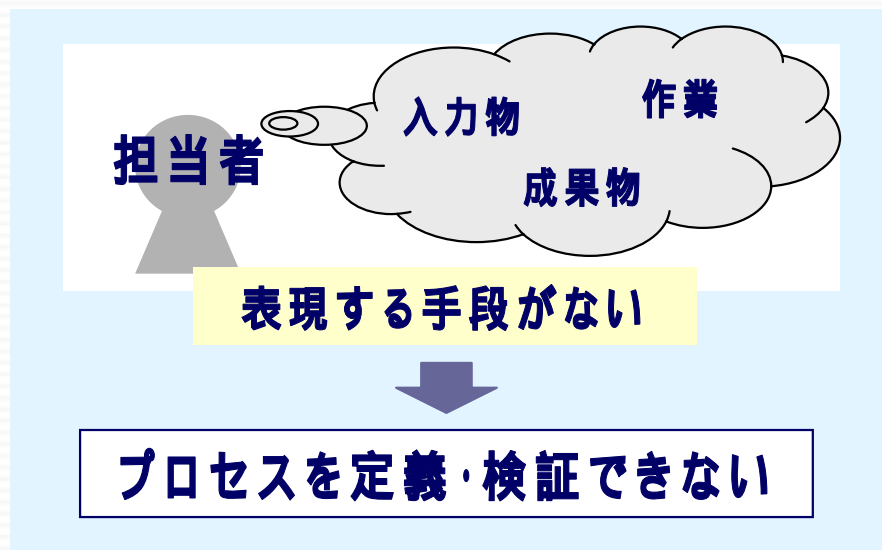 担当者
入力物
作業
成果物
表現する手段がない
プロセスを定義・検証できない